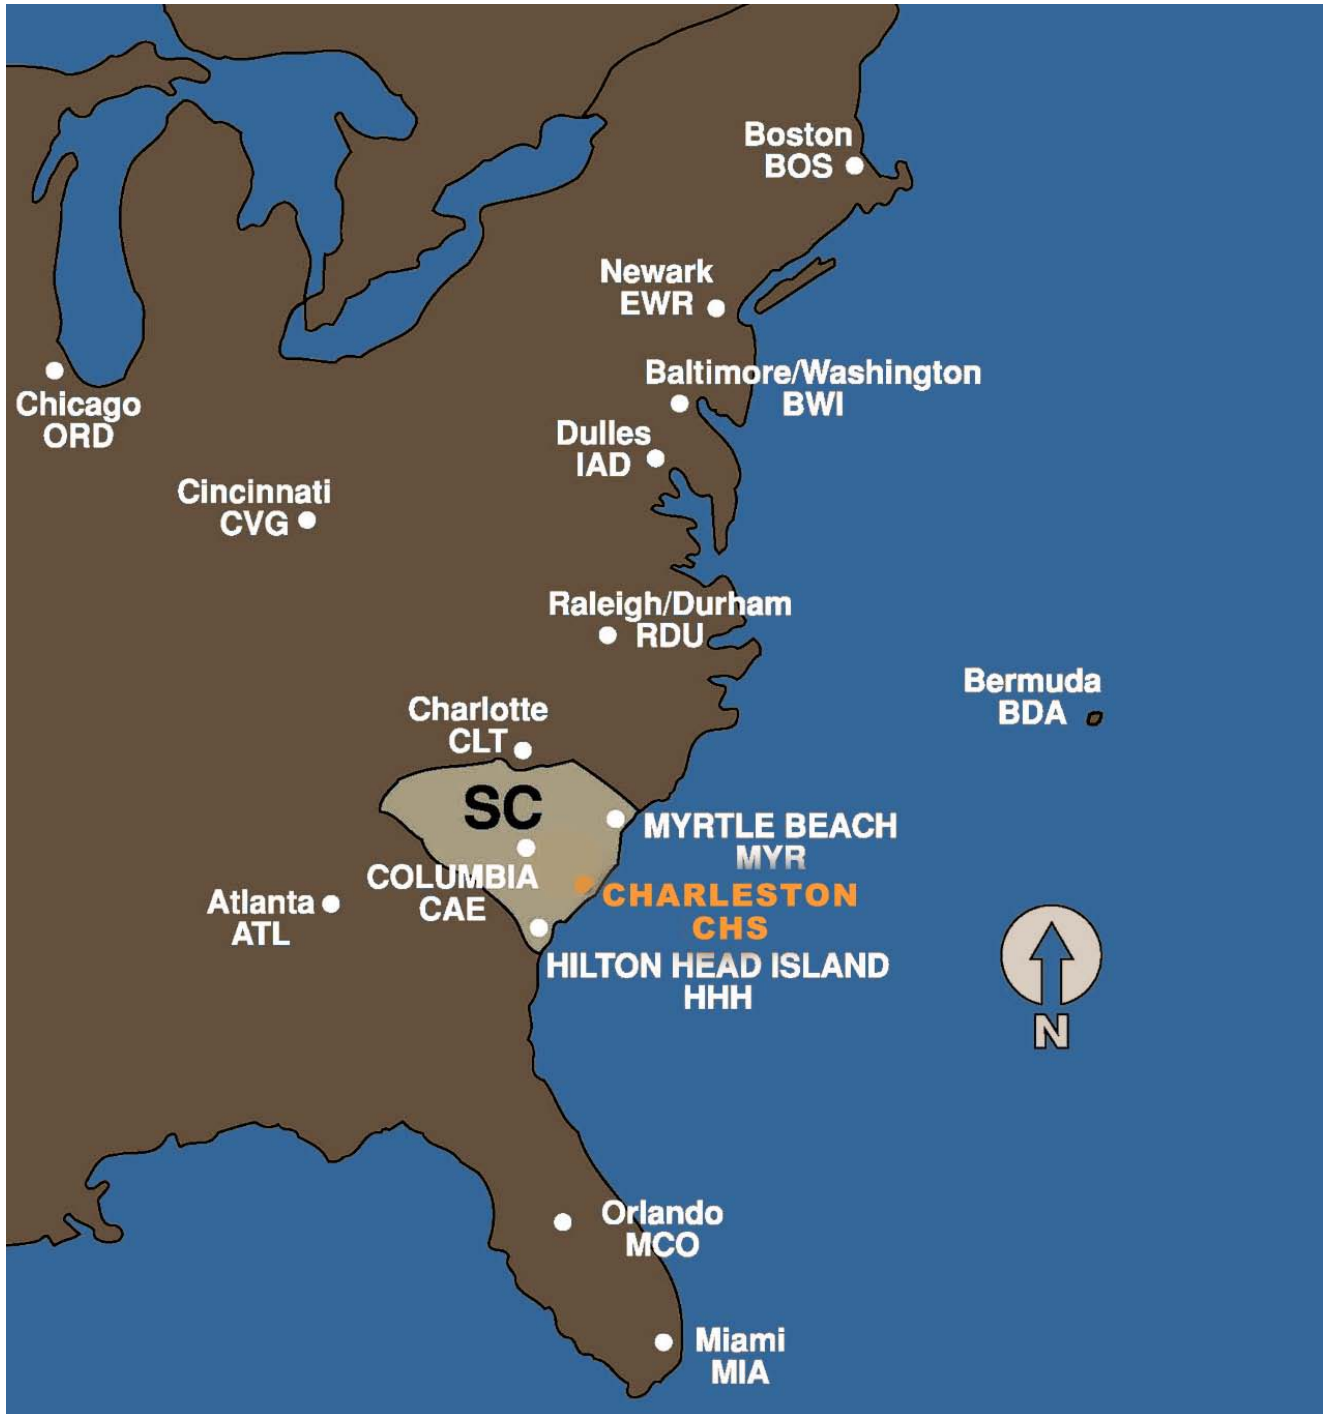 Boston
BOS
Newark
EWR
Baltimore/Washington
BWI
Chicago
ORD
Dulles
IAD
Cincinnati
CVG
Raleigh/Durham
RDU
Bermuda
BDA
Charlotte
CLT
SC
MYRTLE BEACH
MYR
COLUMBIA
CAE
CHARLESTON
CHS
Atlanta
ATL
HILTON HEAD ISLAND
HHH
N
Orlando
MCO
Miami
MIA